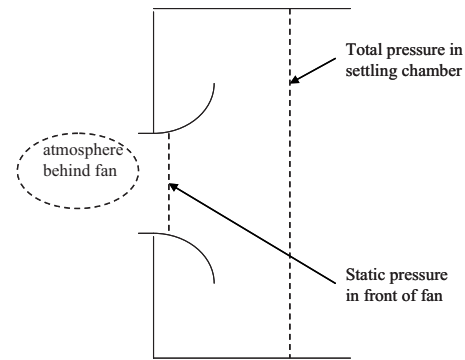 Total pressure in
settling chamber
atmosphere
behind fan
Static pressure
in front of fan